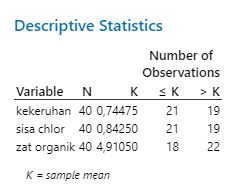 Descriptive Statistics
Number of
Observations
Variable N K ≤ K > K
kekeruhan 40 0,74475 21 19
sisa chlor 40 0,84250 21 19
zat organik 40 4,91050 18 22
K = sample mean